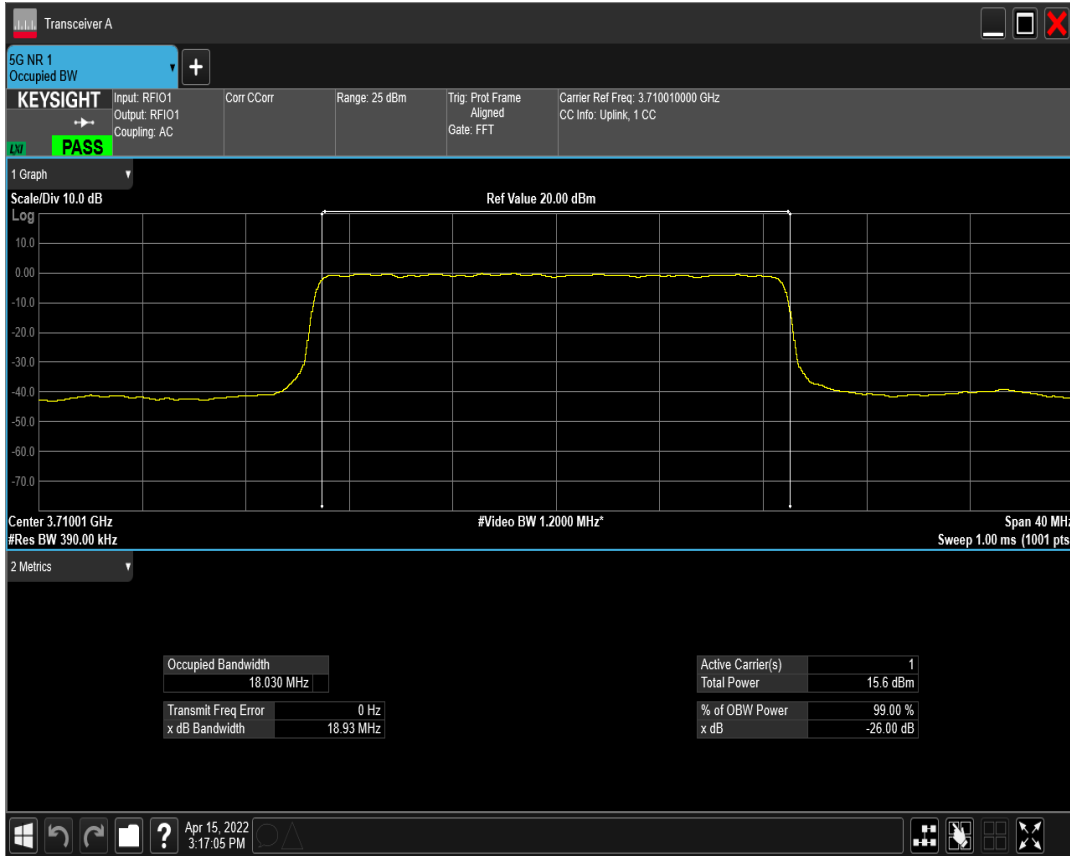 Transceiver A
5G NR 1
Occupied BW
+
KEYSIGHT
LXI
PASS
Input: RFIO1
Output: RFIO1
Coupling: AC
Corr CCorr
Range: 25 dBm
Trig: Prot Frame
Aligned
Gate: FFT
Carrier Ref Freq: 3.710010000 GHz
CC Info: Uplink, 1 CC
1 Graph
Scale/Div 10.0 dB
Ref Value 20.00 dBm
Log
10.0
0.00
-10.0
-20.0
-30.0
-40.0
-50.0
-60.0
-70.0
Center 3.71001 GHz
#Video BW 1.2000 MHz*
Span 40 MHz
#Res BW 390.00 kHz
Sweep 1.00 ms (1001 pts
2 Metrics
Occupied Bandwidth
18.030 MHz
Transmit Freq Error 0 Hz
x dB Bandwidth 18.93 MHz
Active Carrier(s) 1
Total Power 15.6 dBm
% of OBW Power 99.00 %
x dB -26.00 dB
?
Apr 15, 2022
3:17:05 PM